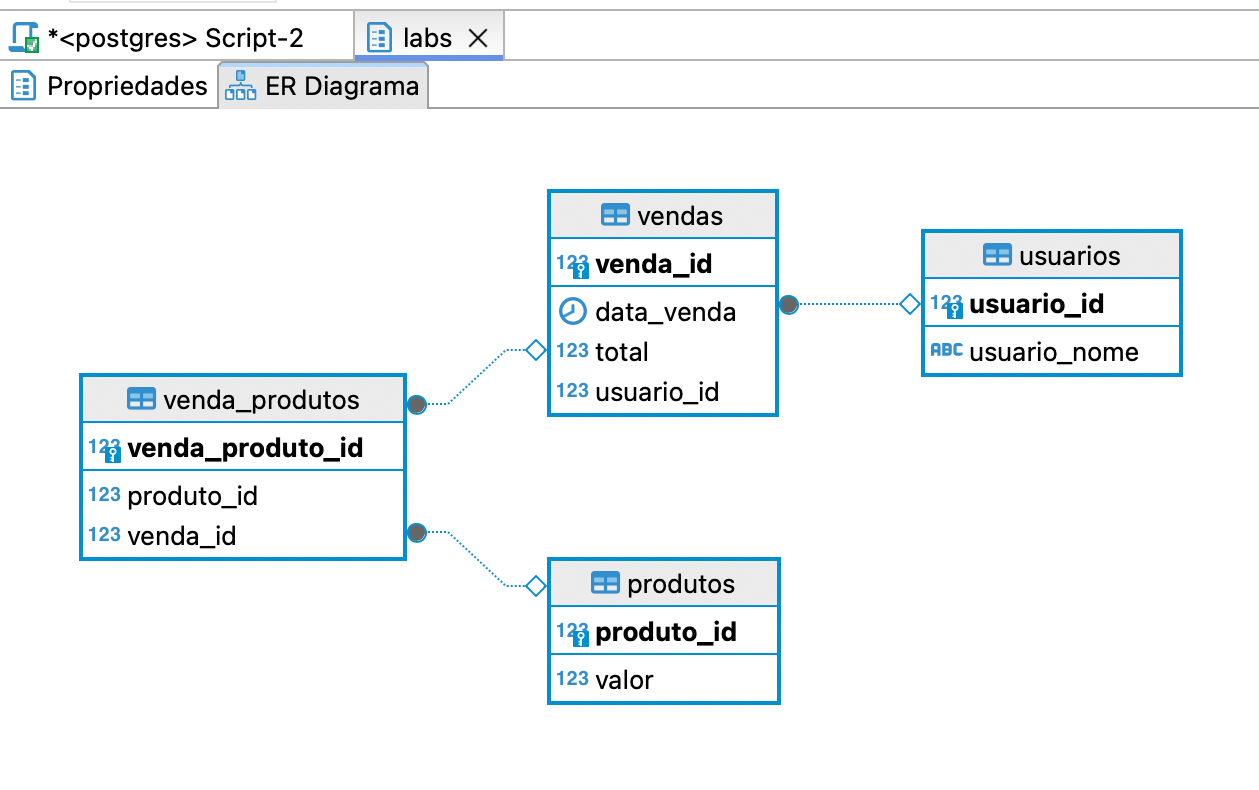 *<postgres> Script-2
labs
Propriedades
ER Diagrama
vendas
123 venda_id
data_venda
123 total
123 usuario_id
usuarios
123 usuario_id
ABC usuario_nome
venda_produtos
123 venda_produto_id
123 produto_id
123 venda_id
produtos
123 produto_id
123 valor